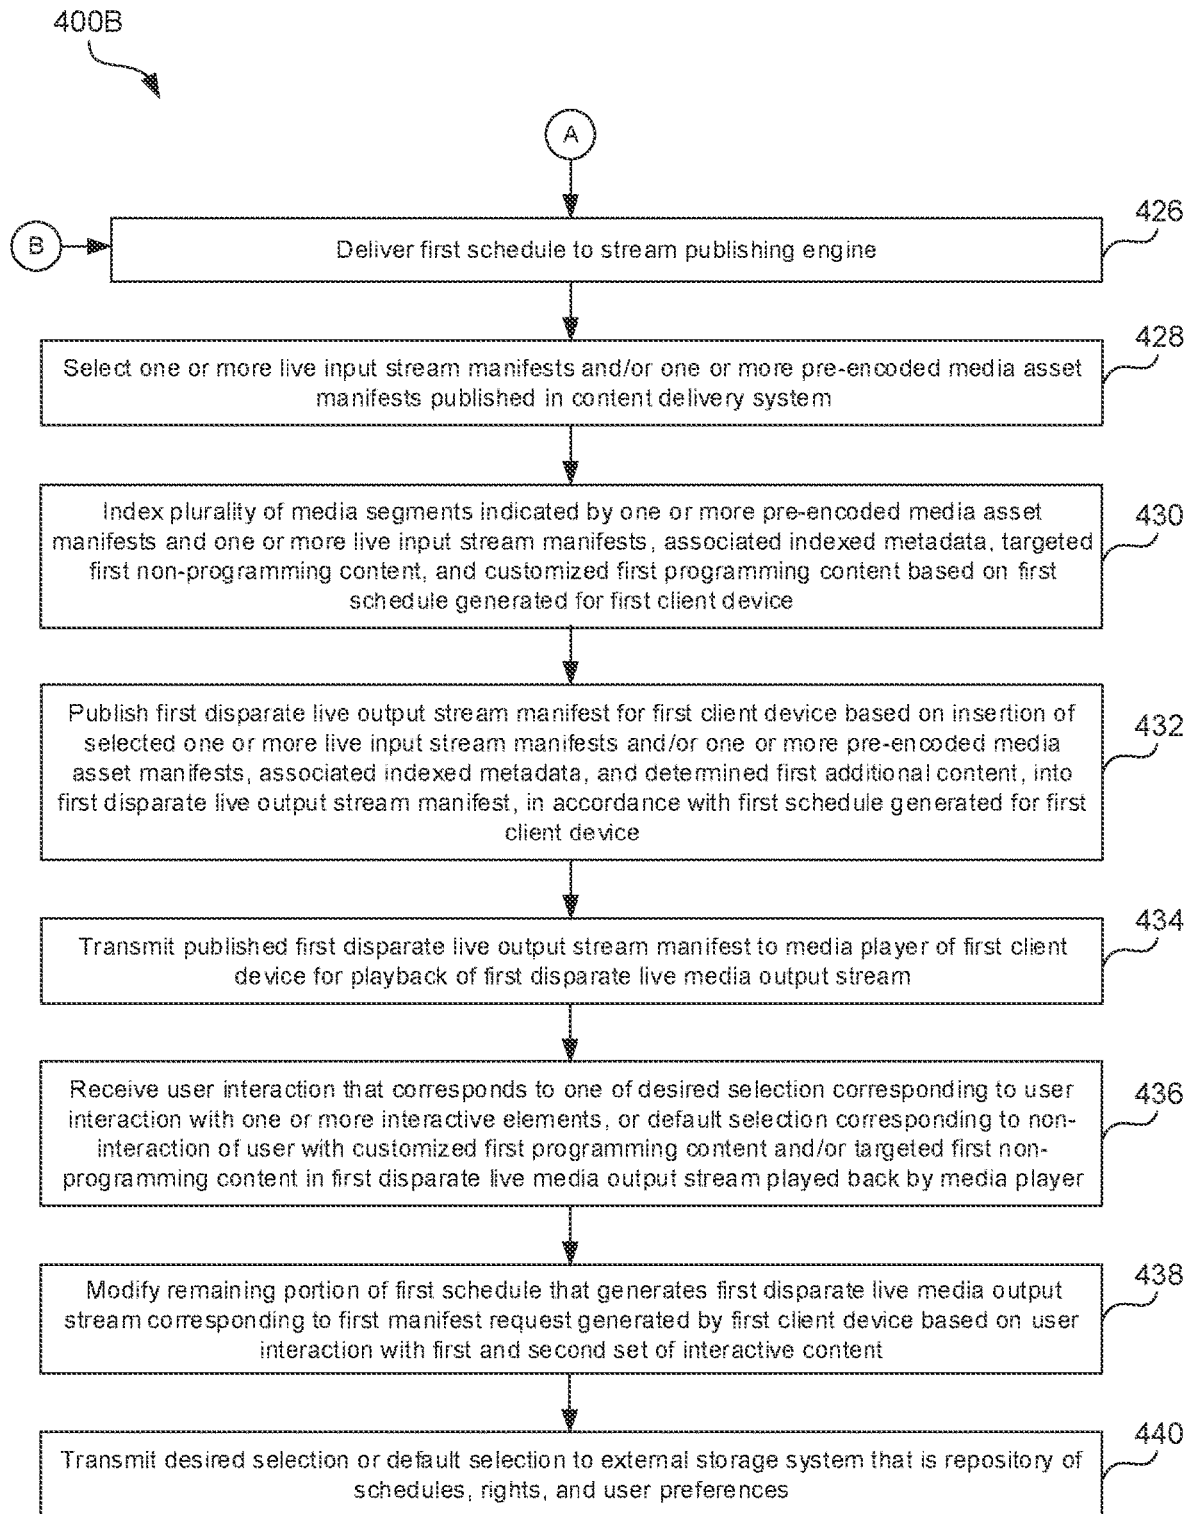 400B
A
426
B
Deliver first schedule to stream publishing engine
428
Select one or more live input stream manifests and/or one or more pre-encoded media asset
manifests published in content delivery system
430
Index plurality of media segments indicated by one or more pre-encoded media asset
manifests and one or more live input stream manifests, associated indexed metadata, targeted
first non-programming content, and customized first programming content based on first
schedule generated for first client device
432
Publish first disparate live output stream manifest for first client device based on insertion of
selected one or more live input stream manifests and/or one or more pre-encoded media
asset manifests, associated indexed metadata, and determined first additional content, into
first disparate live output stream manifest, in accordance with first schedule generated for first
client device
434
Transmit published first disparate live output stream manifest to media player of first client
device for playback of first disparate live media output stream
436
Receive user interaction that corresponds to one of desired selection corresponding to user
interaction with one or more interactive elements, or default selection corresponding to non-
interaction of user with customized first programming content and/or targeted first non-
programming content in first disparate live media output stream played back by media player
438
Modify remaining portion of first schedule that generates first disparate live media output
stream corresponding to first manifest request generated by first client device based on user
interaction with first and second set of interactive content
440
Transmit desired selection or default selection to external storage system that is repository of
schedules, rights, and user preferences